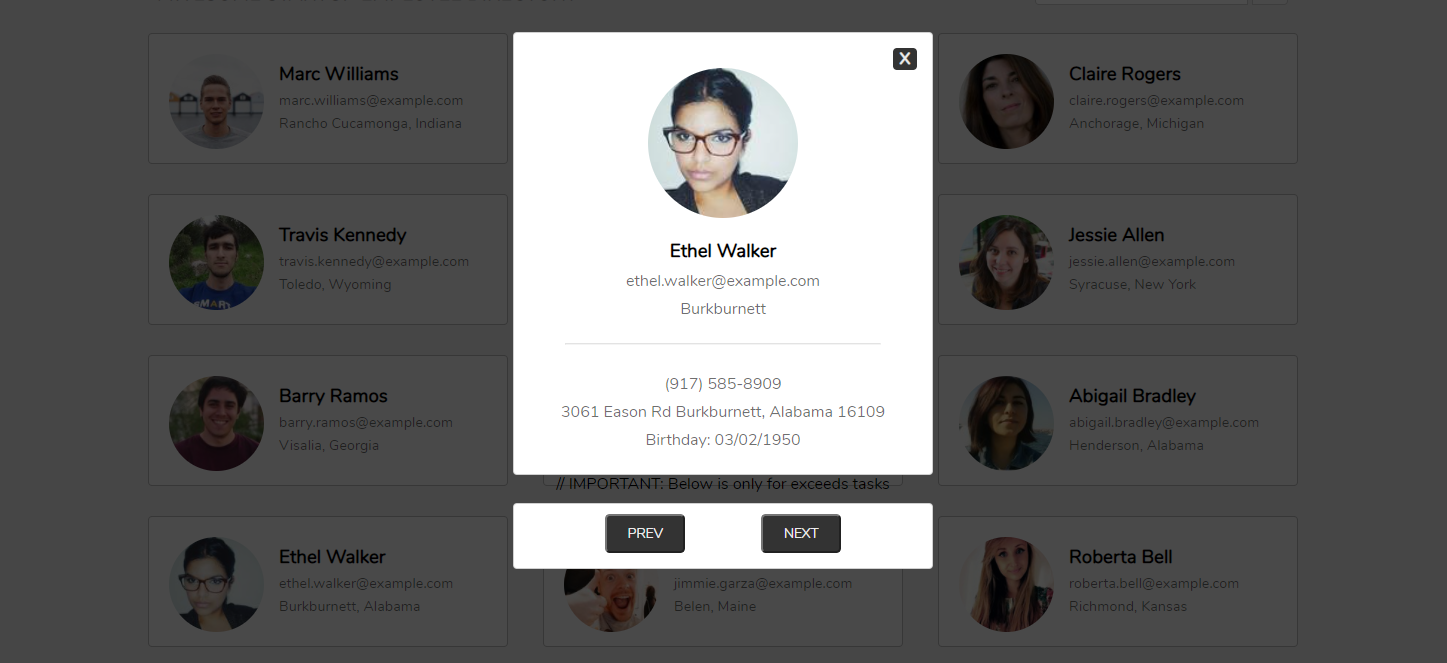 Marc Williams
marc.williams@example.com
Rancho Cucamonga, Indiana
X
Ethel Walker
ethel.walker@example.com
Burkburnett
(917) 585-8909
3061 Eason Rd Burkburnett, Alabama 16109
Birthday: 03/02/1950
// IMPORTANT: Below is only for exceeds tasks
PREV
NEXT
Claire Rogers
claire.rogers@example.com
Anchorage, Michigan
Travis Kennedy
travis.kennedy@example.com
Toledo, Wyoming
Jessie Allen
jessie.allen@example.com
Syracuse, New York
Barry Ramos
barry.ramos@example.com
Visalia, Georgia
Abigail Bradley
abigail.bradley@example.com
Henderson, Alabama
Ethel Walker
ethel.walker@example.com
Burkburnett, Alabama
jimmie.garza@example.com
Belen, Maine
Roberta Bell
roberta.bell@example.com
Richmond, Kansas